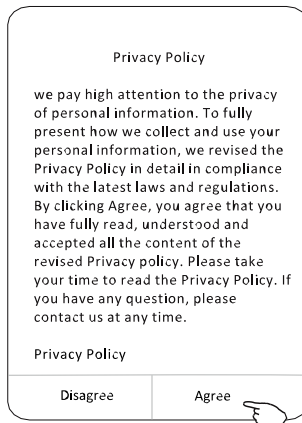 Privacy Policy
we pay high attention to the privacy
of personal information. To fully
present how we collect and use your
personal information, we revised the
Privacy Policy in detail in compliance
with the latest laws and regulations.
By clicking Agree, you agree that you
have fully read, understood and
accepted all the content of the
revised Privacy policy. Please take
your time to read the Privacy Policy. If
you have any question, please
contact us at any time.
Privacy Policy
Disagree
Agree